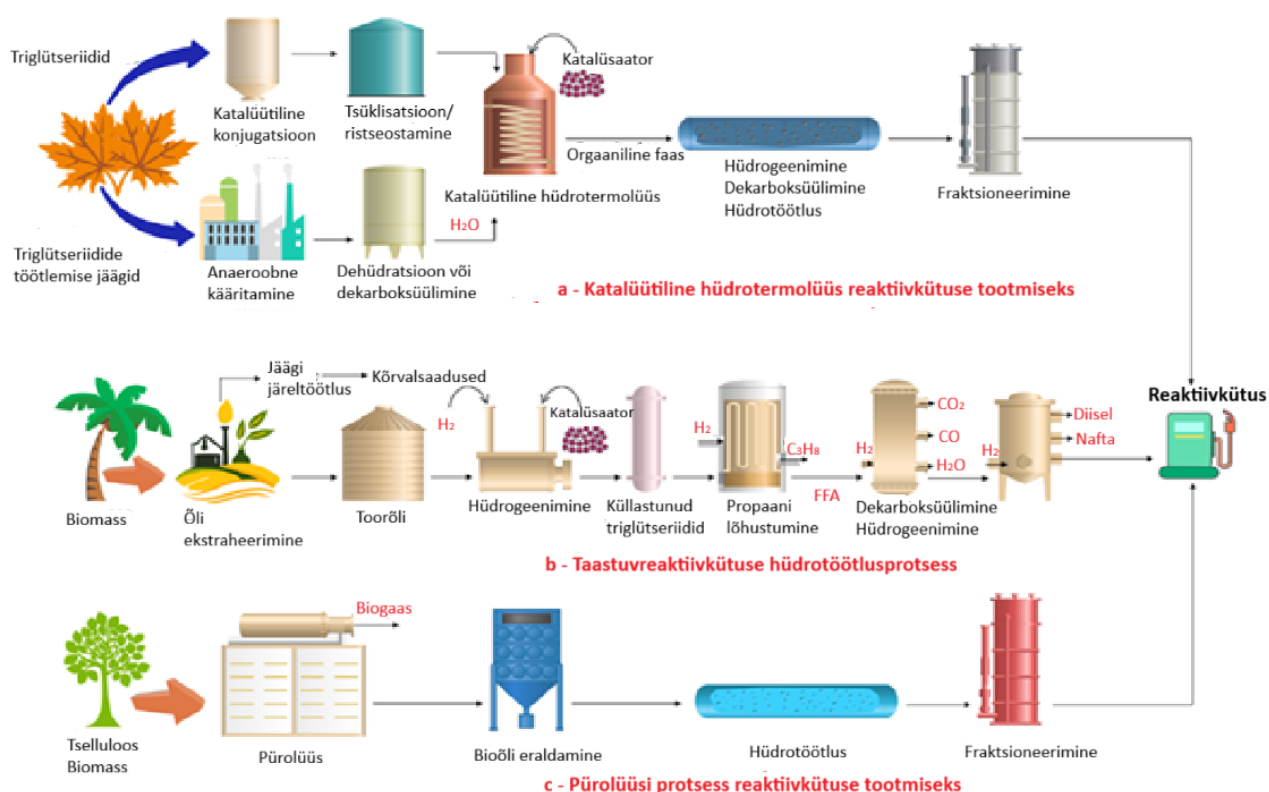 Triglütseriidid
Katalüütiline
konjugatsioon
Tsüklisatsioon/
ristseostamine
Katalüsaator
Katalüütiline hüdrotermolüüs
Orgaaniline faas
Hüdrogeenimine
Dekarboksüülimine
Hüdrotöötlus
Fraktsioneerimine
Triglütseriidide
töötlemise jäägid
Anaeroobne
kääritamine
Dehüdratsioon või
dekarboksüülimine
H₂O
a - Katalüütiline hüdrotermolüüs reaktiivkütuse tootmiseks
Biomass
Õli
ekstraheerimine
Jäägi
järeltöötlus
Kõrvalsaadused
Toorõli
H₂
Katalüsaator
Hüdrogeenimine
Küllastunud
triglütseriidid
H₂
C₃H₈
Propaani
lõhustumine
FFA
H₂
CO₂
CO
H₂O
Dekarboksüülimine
Hüdrogeenimine
H₂
Diisel
Nafta
Reaktiivkütus
b - Taastuvreaktiivkütuse hüdrotöötlusprotsess
Tselluloos
Biomass
Biogaas
Pürolüüs
Bioõli eraldamine
Hüdrotöötlus
Fraktsioneerimine
c - Pürolüüsi protsess reaktiivkütuse tootmiseks